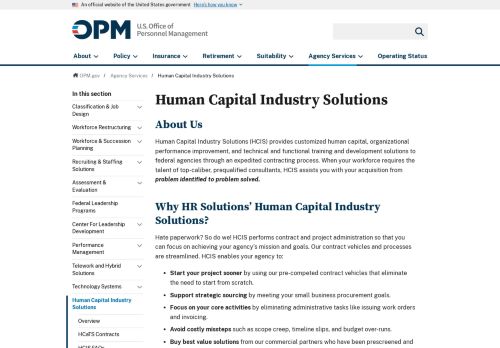 An official website of the United States government Here's how you know
OPM U.S. Office of
Personnel Management
About Policy Insurance Retirement Suitability Agency Services Operating Status
OPM.gov / Agency Services / Human Capital Industry Solutions
In this section
Classification & Job
Design
Workforce Restructuring
Workforce & Succession
Planning
Recruiting & Staffing
Solutions
Assessment &
Evaluation
Federal Leadership
Programs
Center For Leadership
Development
Performance
Management
Telework and Hybrid
Solutions
Technology Systems
Human Capital Industry
Solutions
Overview
HCaTS Contracts
HCIS FAQs
Human Capital Industry Solutions
About Us
Human Capital Industry Solutions (HCIS) provides customized human capital, organizational
performance improvement, and technical and functional training and development solutions to
federal agencies through an expedited contracting process. When your workforce requires the
talent of top-caliber, prequalified consultants, HCIS assists you with your acquisition from
problem identified to problem solved.
Why HR Solutions' Human Capital Industry
Solutions?
Hate paperwork? So do we! HCIS performs contract and project administration so that you
can focus on achieving your agency's mission and goals. Our contract vehicles and processes
are streamlined. HCIS enables your agency to:
• Start your project sooner by using our pre-competed contract vehicles that eliminate
the need to start from scratch.
• Support strategic sourcing by meeting your small business procurement goals.
• Focus on your core activities by eliminating administrative tasks like issuing work orders
and invoicing.
• Avoid costly missteps such as scope creep, timeline slips, and budget over-runs.
• Buy best value solutions from our commercial partners who have been prescreened and